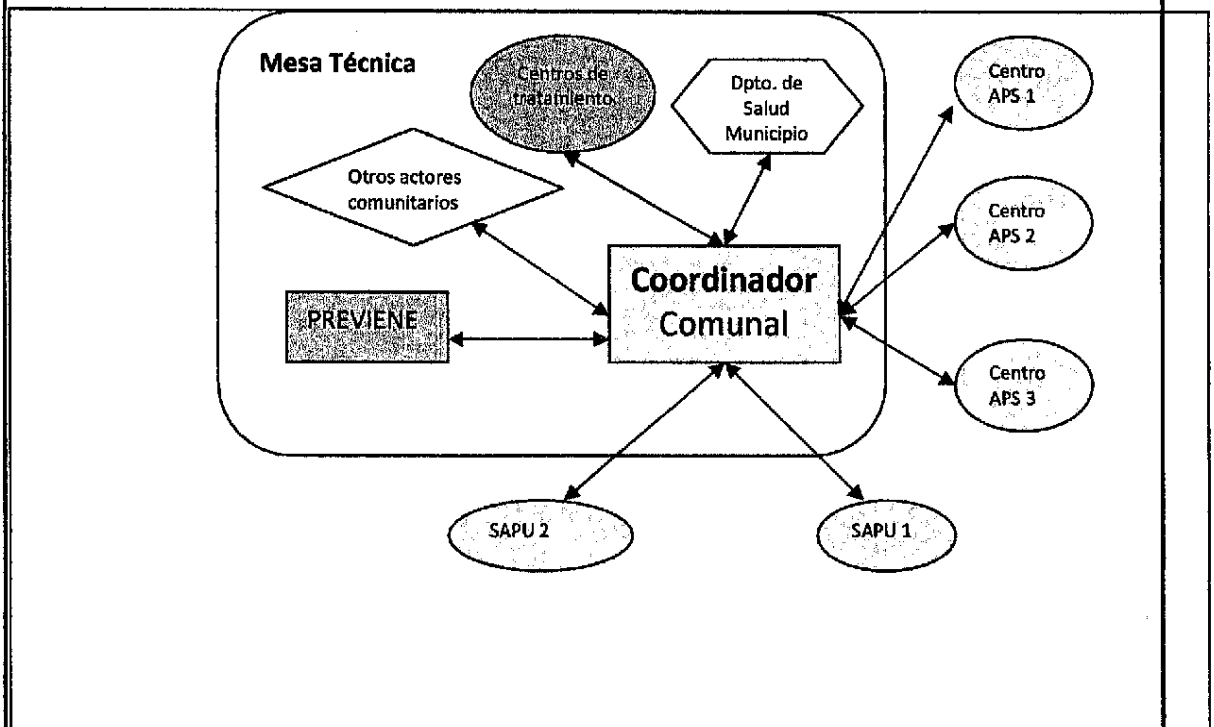 Mesa Técnica
Centros de
tratamiento
Dpto. de
Salud
Municipio
Centro
APS 1
Otros actores
comunitarios
Centro
APS 2
Coordinador
Comunal
PREVIENE
Centro
APS 3
SAPU 2
SAPU 1